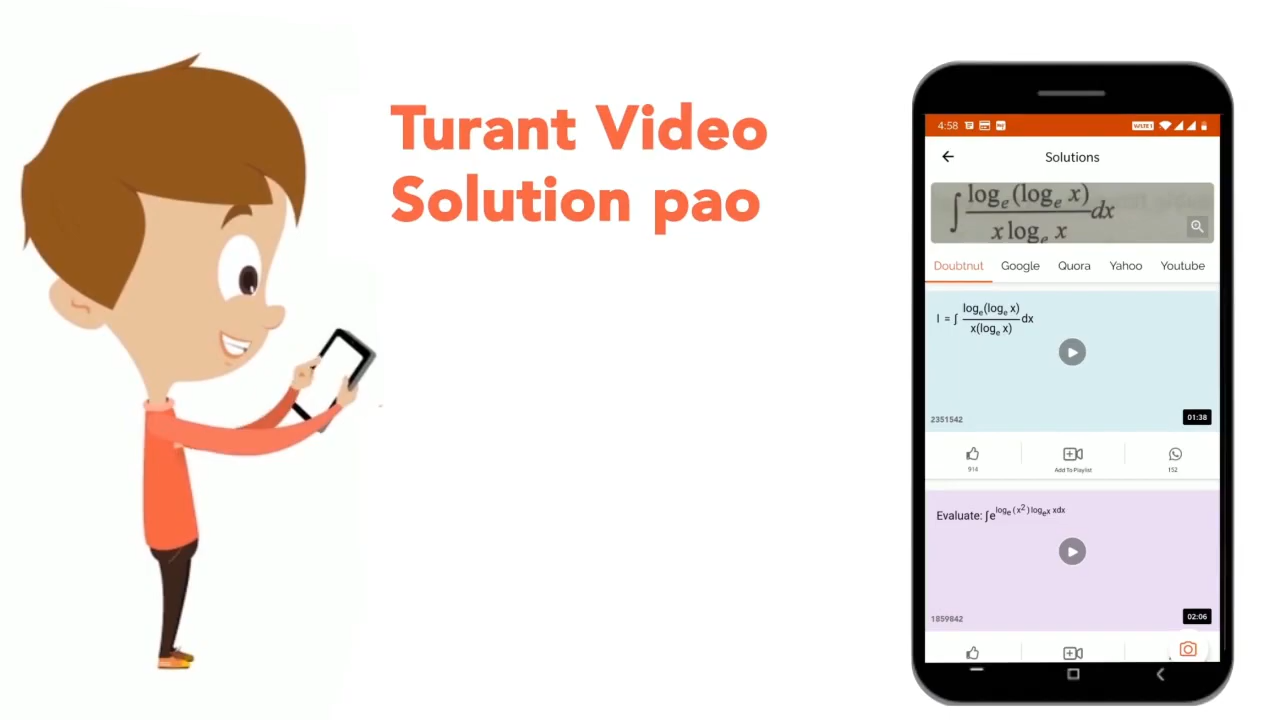 Turant Video
Solution pao
4:58
VoLTE1
Solutions
∫ logₑ(logₑ x) / x logₑ x dx
Doubtnut Google Quora Yahoo Youtube
I = ∫ logₑ(logₑ x) / x(logₑ x) dx
2351542 01:38
914 Add To Playlist 152
Evaluate: ∫e^logₑ(x²)logₑx xdx
1859842 02:06